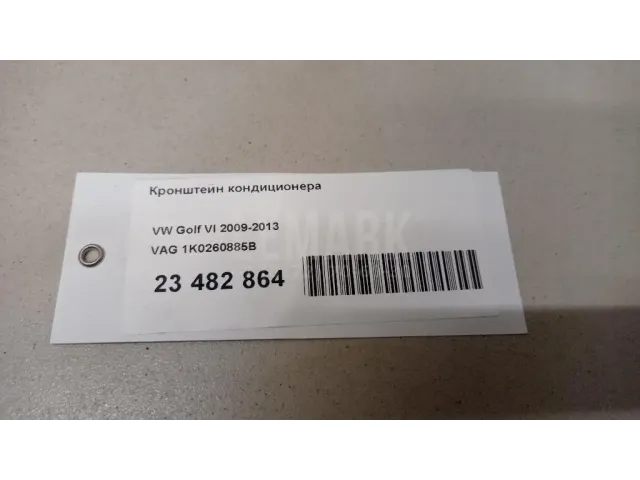 Кронштейн кондиционера
VW Golf VI 2009-2013
VAG 1K0260885B
23 482 864